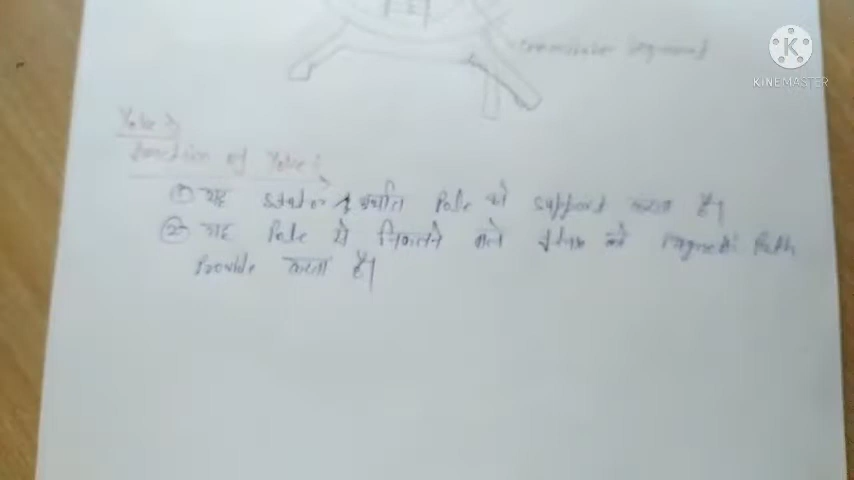 Commutator Segment
KINEMASTER
Yoke :
Function of Yoke :
① यह Stator में स्थापित Pole को support करता है।
② यह Pole से निकलने वाले flux को magnetic Path
Provide करता है।